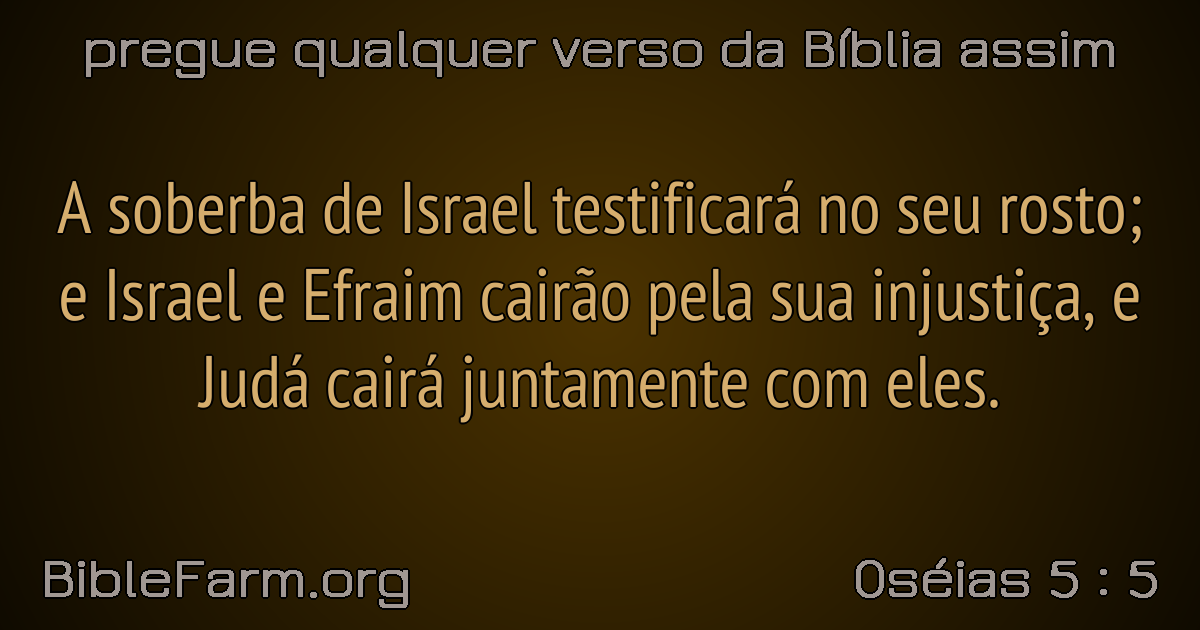 pregue qualquer verso da Bíblia assim
A soberba de Israel testificará no seu rosto;
e Israel e Efraim cairão pela sua injustiça, e
Judá cairá juntamente com eles.
BibleFarm.org
Oséias 5 : 5